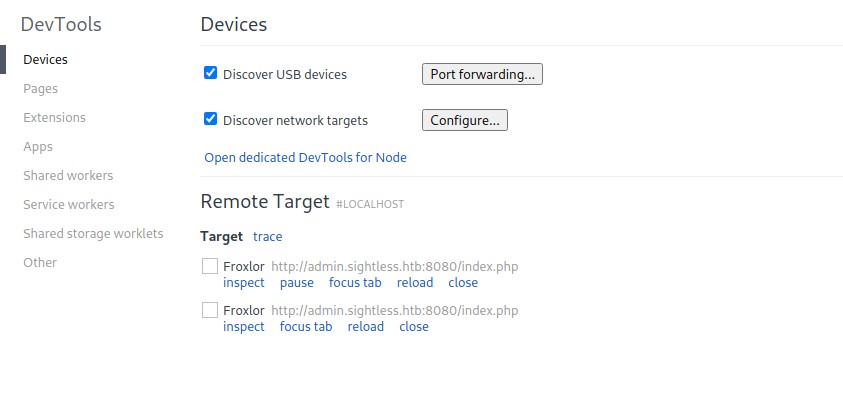 DevTools
Devices
Pages
Extensions
Apps
Shared workers
Service workers
Shared storage worklets
Other
Devices
Discover USB devices Port forwarding...
Discover network targets Configure...
Open dedicated DevTools for Node
Remote Target #LOCALHOST
Target trace
Froxlor http://admin.sightless.htb:8080/index.php
inspect pause focus tab reload close
Froxlor http://admin.sightless.htb:8080/index.php
inspect focus tab reload close